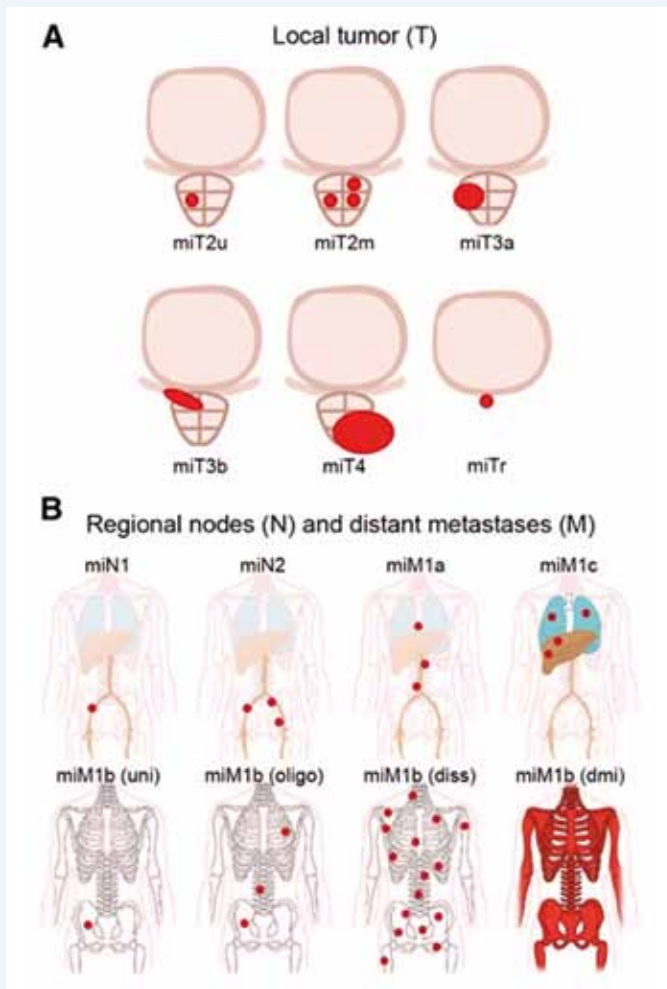 A
Local tumor (T)
miT2u miT2m miT3a
miT3b miT4 miTr
B
Regional nodes (N) and distant metastases (M)
miN1 miN2 miM1a miM1c
miM1b (uni) miM1b (oligo) miM1b (diss) miM1b (dmi)